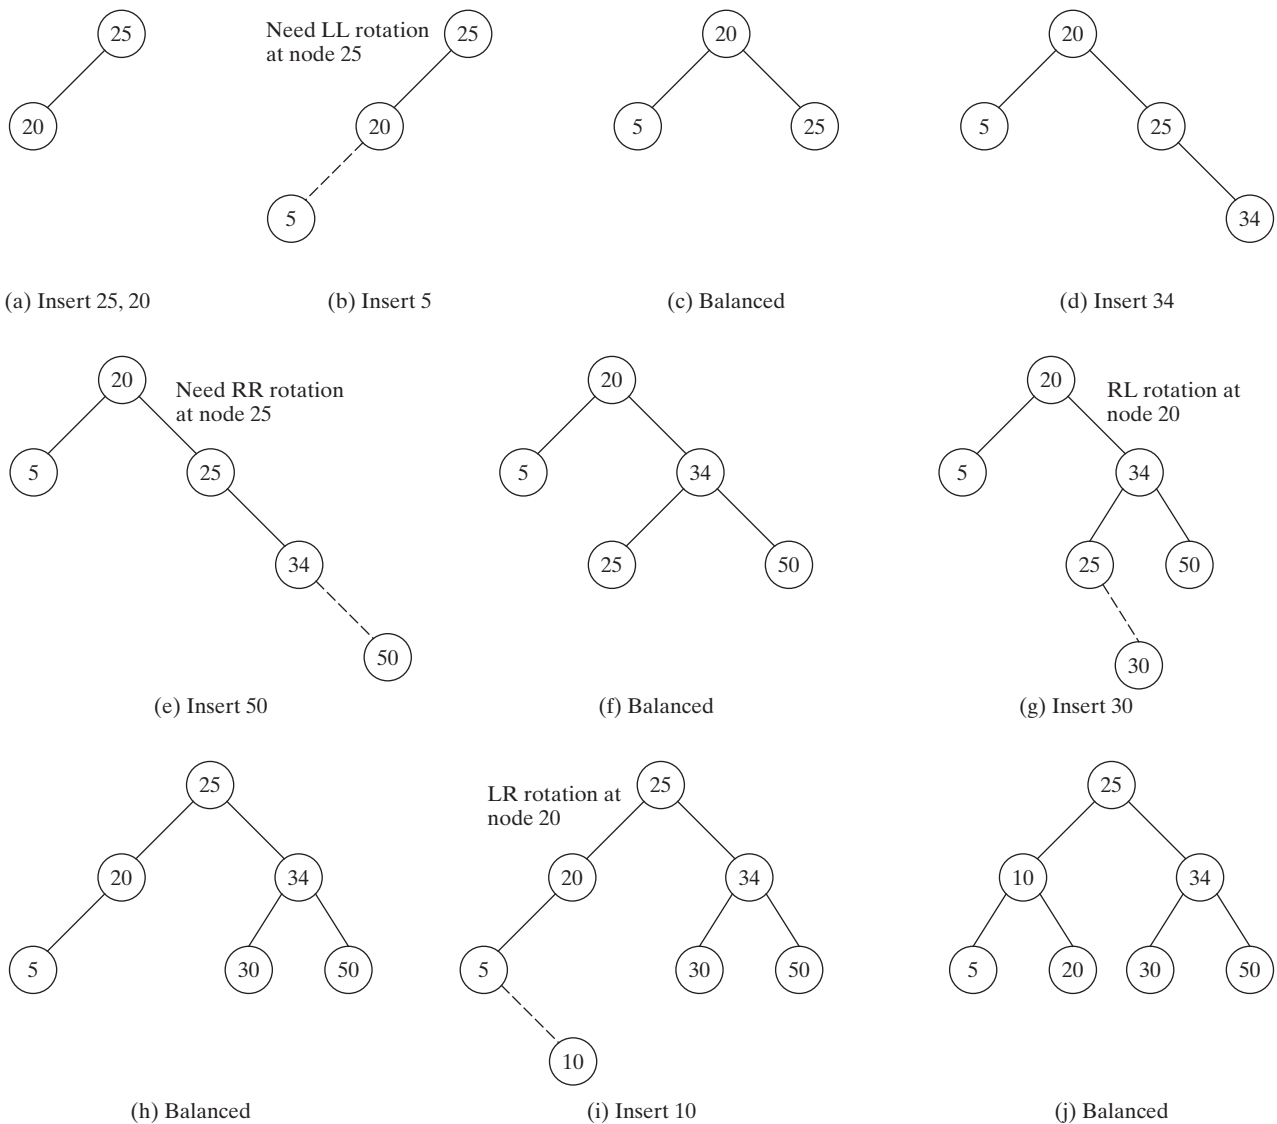 25
20
(a) Insert 25, 20
Need LL rotation
at node 25
25
20
5
(b) Insert 5
20
5
25
(c) Balanced
20
5
25
34
(d) Insert 34
20
Need RR rotation
at node 25
5
25
34
50
(e) Insert 50
20
5
34
25
50
(f) Balanced
20
RL rotation at
node 20
5
34
25
50
30
(g) Insert 30
25
20
34
5
30
50
(h) Balanced
LR rotation at
node 20
25
20
34
5
30
50
10
(i) Insert 10
25
10
34
5
20
30
50
(j) Balanced